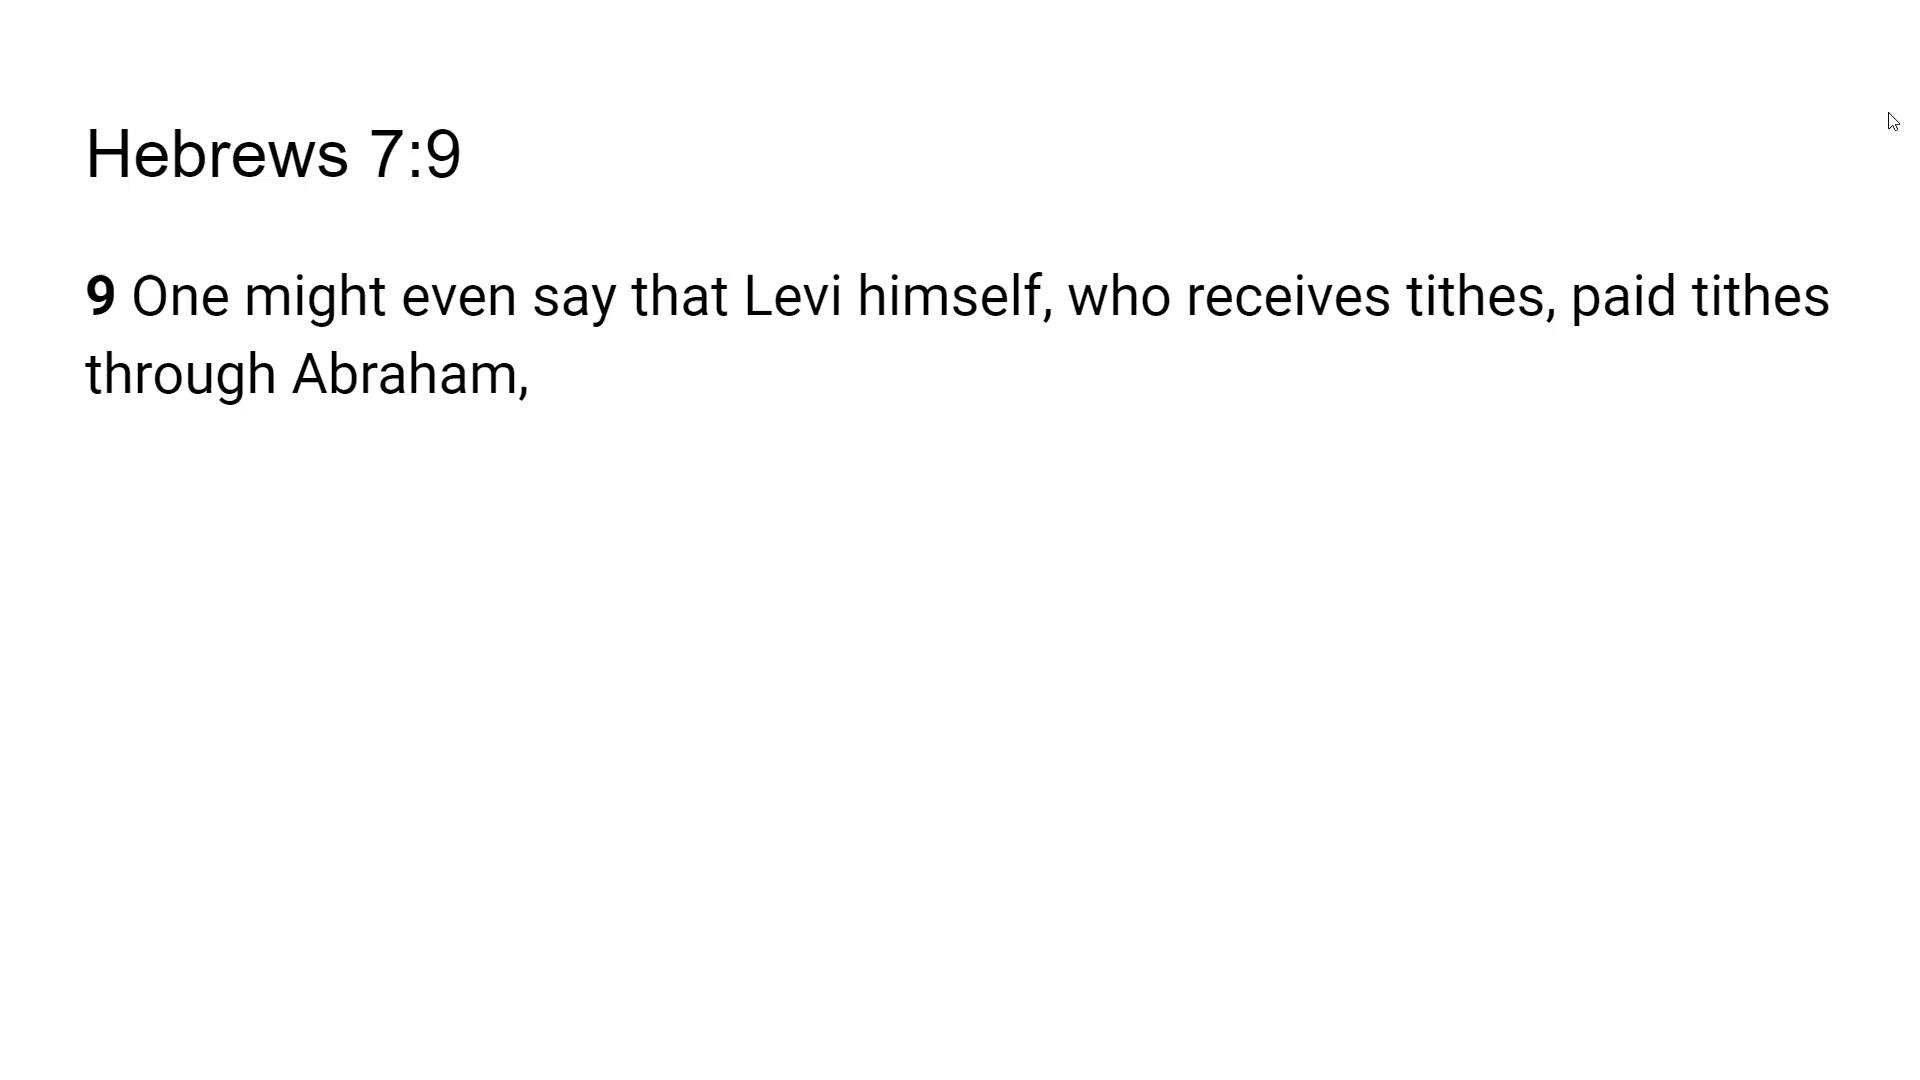 Hebrews 7:9
9 One might even say that Levi himself, who receives tithes, paid tithes
through Abraham,